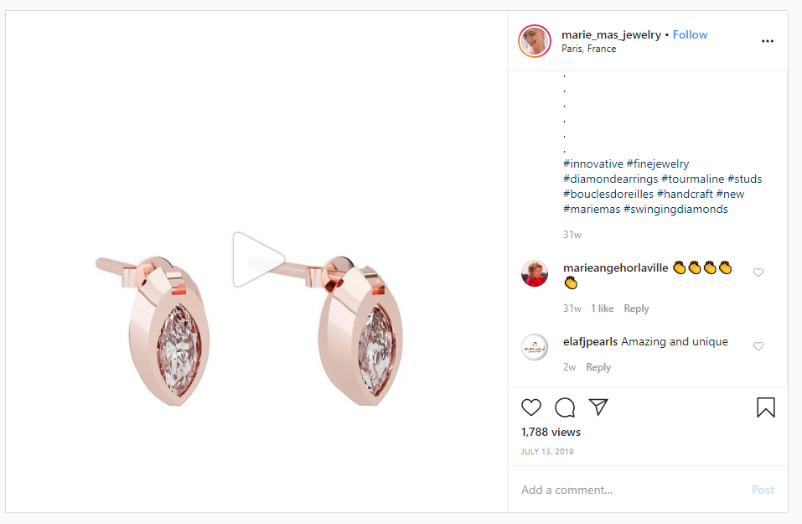 marie_mas_jewelry • Follow
Paris, France
.
.
.
.
.
.
#innovative #finejewelry
#diamondearrings #tourmaline #studs
#bouclesdoreilles #handcraft #new
#mariemas #swingingdiamonds
31w
marieangehorlaville 👏👏👏👏
👏
31w 1 like Reply
elafjpearls Amazing and unique
2w Reply
1,788 views
JULY 13, 2019
Add a comment... Post